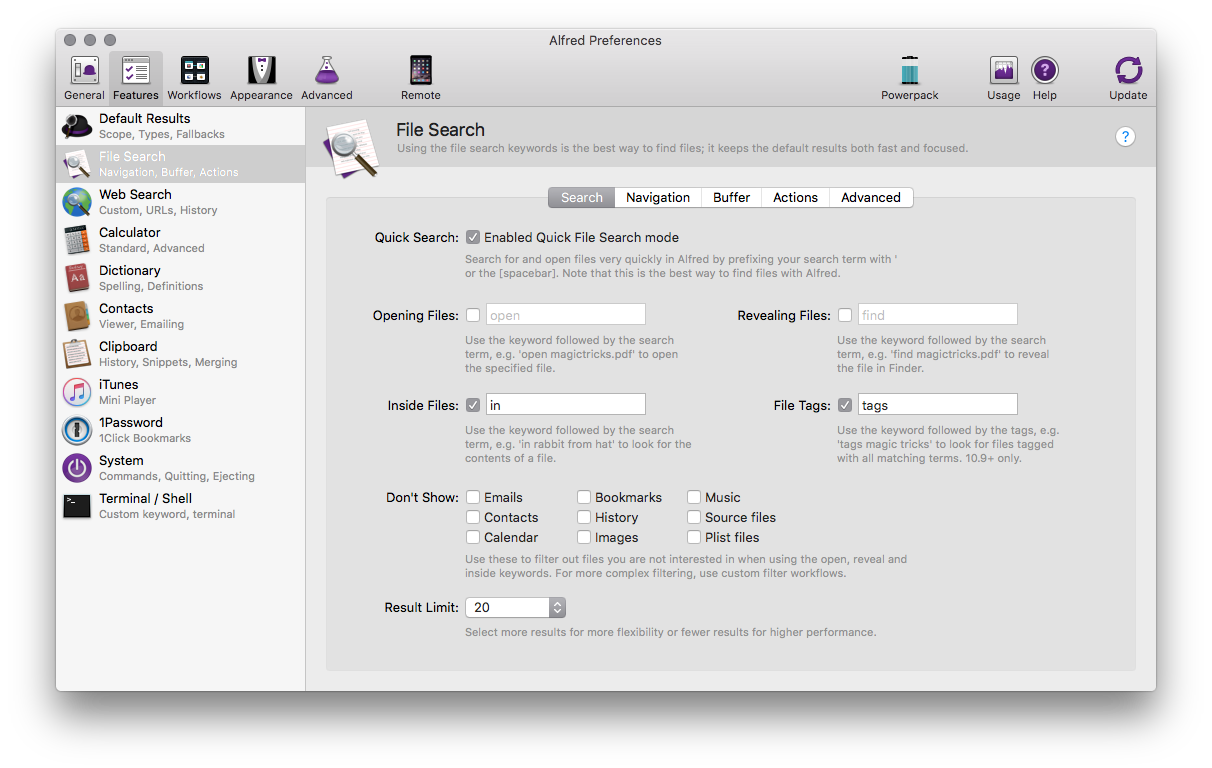 Alfred Preferences
General Features Workflows Appearance Advanced Remote Powerpack Usage Help Update
Default Results
Scope, Types, Fallbacks
File Search
Navigation, Buffer, Actions
Web Search
Custom, URLs, History
Calculator
Standard, Advanced
Dictionary
Spelling, Definitions
Contacts
Viewer, Emailing
Clipboard
History, Snippets, Merging
iTunes
Mini Player
1Password
1Click Bookmarks
System
Commands, Quitting, Ejecting
Terminal / Shell
Custom keyword, terminal
File Search
Using the file search keywords is the best way to find files; it keeps the default results both fast and focused.
?
Search Navigation Buffer Actions Advanced
Quick Search: Enabled Quick File Search mode
Search for and open files very quickly in Alfred by prefixing your search term with '
or the [spacebar]. Note that this is the best way to find files with Alfred.
Opening Files: open
Use the keyword followed by the search
term, e.g. 'open magictricks.pdf' to open
the specified file.
Revealing Files: find
Use the keyword followed by the search
term, e.g. 'find magictricks.pdf' to reveal
the file in Finder.
Inside Files: in
Use the keyword followed by the search
term, e.g. 'in rabbit from hat' to look for the
contents of a file.
File Tags: tags
Use the keyword followed by the tags, e.g.
'tags magic tricks' to look for files tagged
with all matching terms. 10.9+ only.
Don't Show: Emails Bookmarks Music
Contacts History Source files
Calendar Images Plist files
Use these to filter out files you are not interested in when using the open, reveal and
inside keywords. For more complex filtering, use custom filter workflows.
Result Limit: 20
Select more results for more flexibility or fewer results for higher performance.